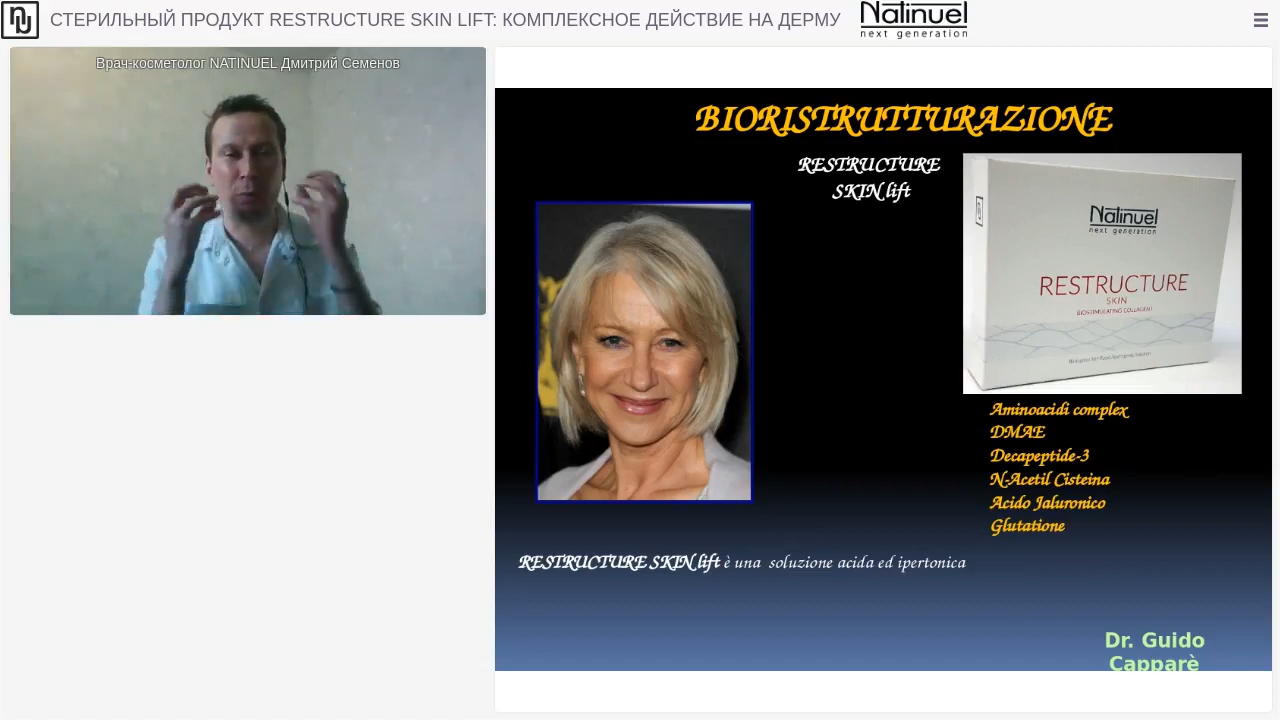 СТЕРИЛЬНЫЙ ПРОДУКТ RESTRUCTURE SKIN LIFT: КОМПЛЕКСНОЕ ДЕЙСТВИЕ НА ДЕРМУ
Natinuel
next generation
Врач-косметолог NATINUEL Дмитрий Семенов
BIORISTRUTTURAZIONE
RESTRUCTURE
SKIN lift
Natinuel
next generation
RESTRUCTURE
SKIN
BIOSTIMULATING COLLAGEN
Aminoacidi complex
DMAE
Decapeptide-3
N-Acetil Cisteina
Acido Jaluronico
Glutatione
RESTRUCTURE SKIN lift è una soluzione acida ed ipertonica
Dr. Guido
Capparè